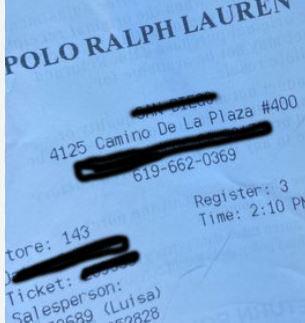 POLO RALPH LAUREN
4125 Camino De La Plaza #400
619-662-0369
Register: 3
Time: 2:10 P
tore: 143
Ticket:
Salesperson:
0689 (Luisa)